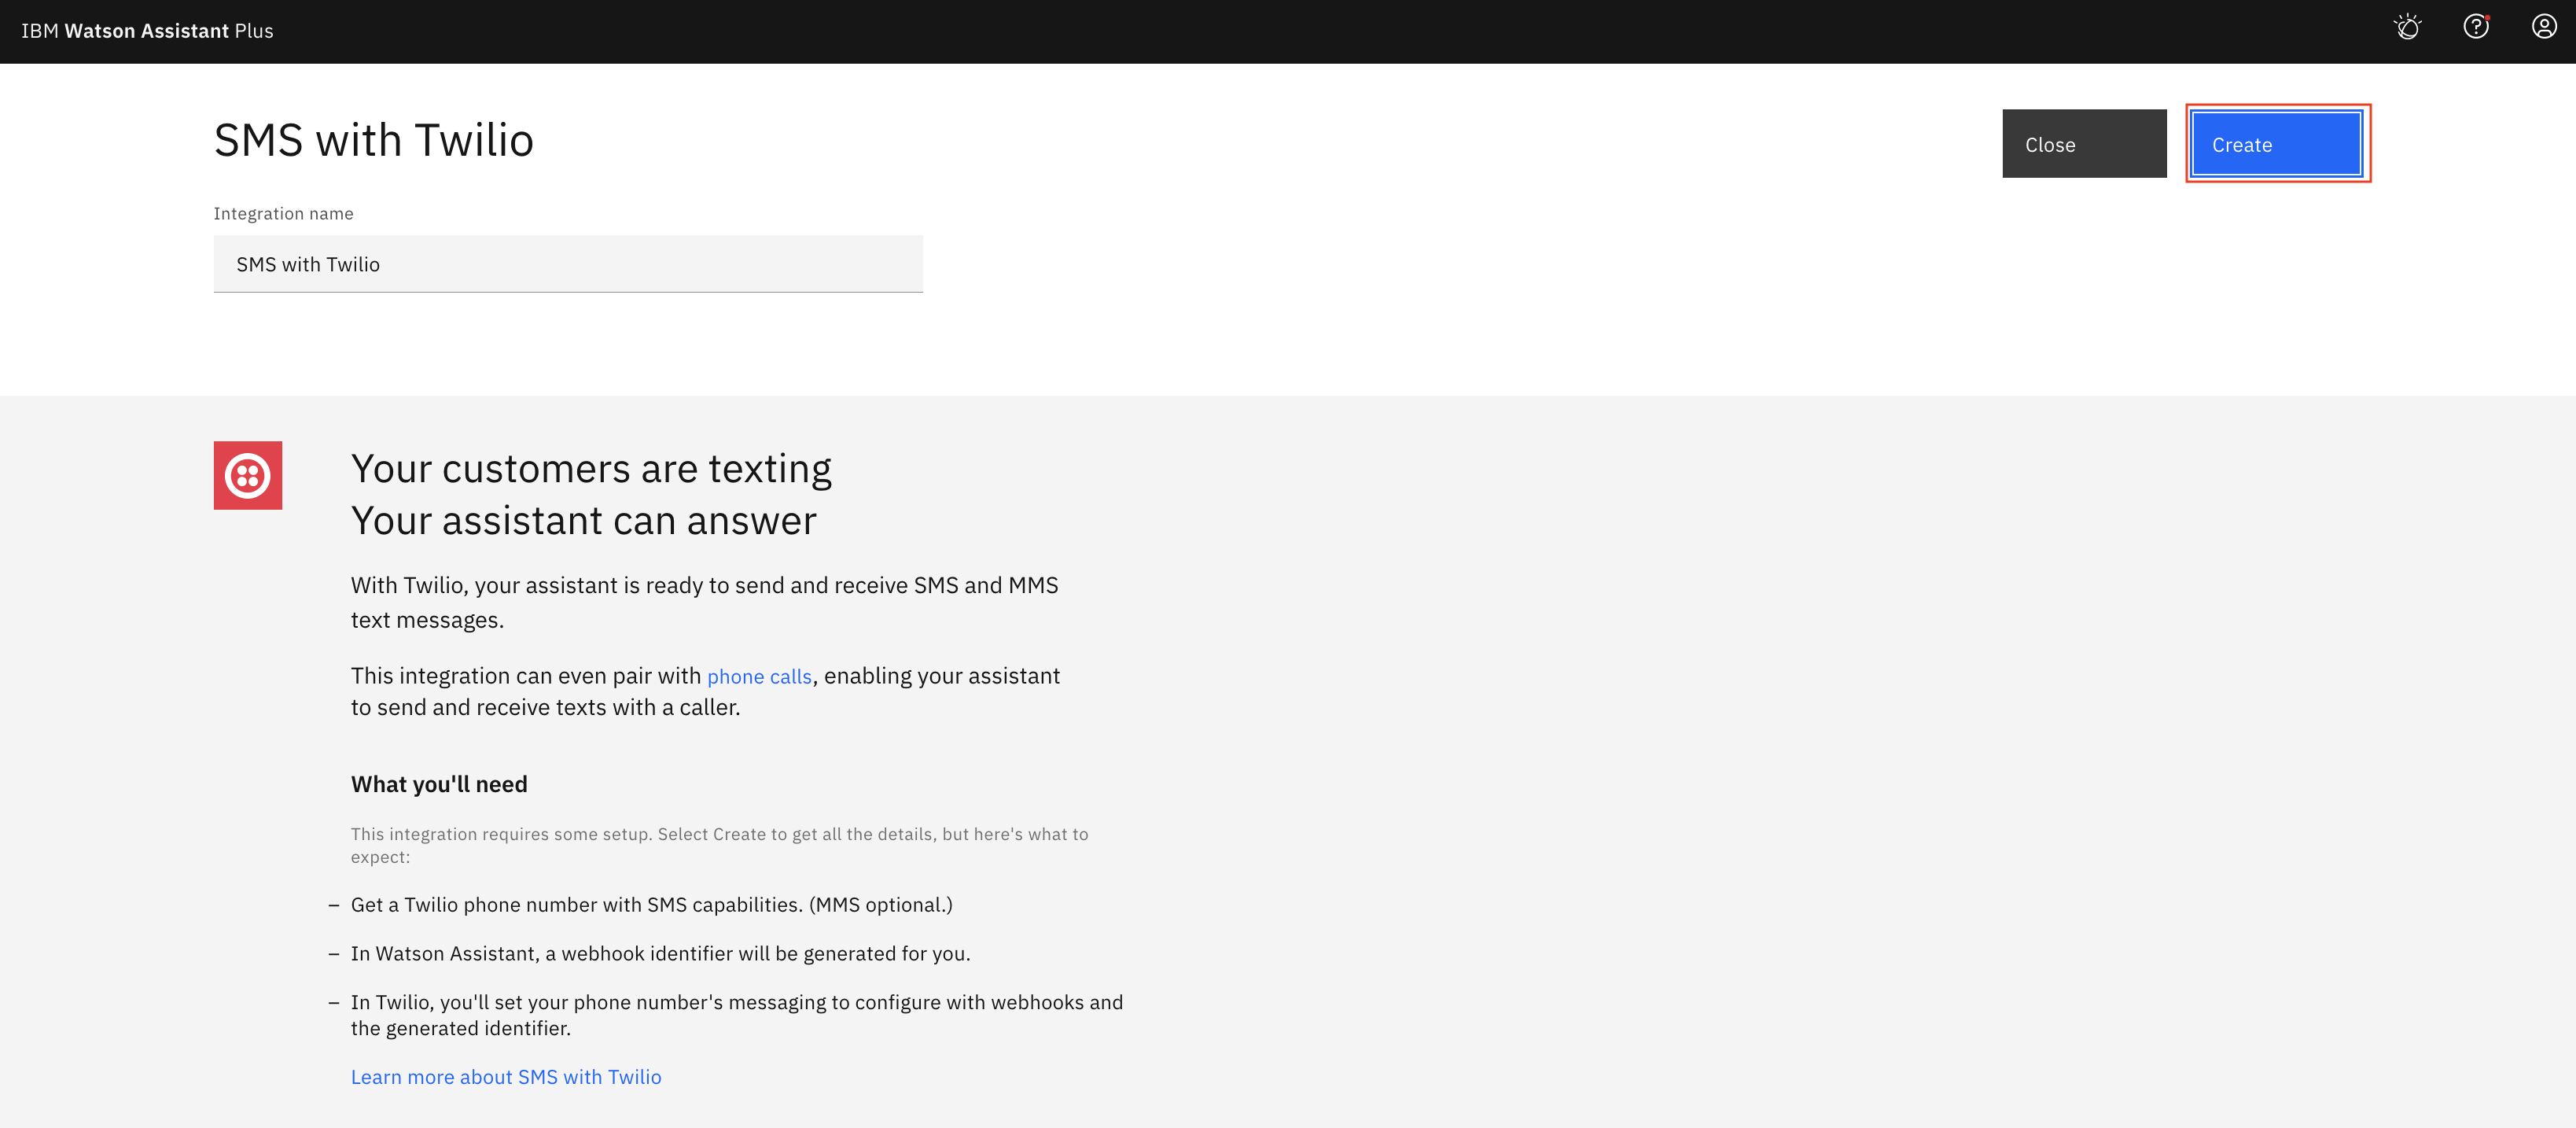 IBM Watson Assistant Plus
SMS with Twilio
Close
Create
Integration name
SMS with Twilio
Your customers are texting
Your assistant can answer
With Twilio, your assistant is ready to send and receive SMS and MMS
text messages.
This integration can even pair with phone calls, enabling your assistant
to send and receive texts with a caller.
What you'll need
This integration requires some setup. Select Create to get all the details, but here's what to
expect:
– Get a Twilio phone number with SMS capabilities. (MMS optional.)
– In Watson Assistant, a webhook identifier will be generated for you.
– In Twilio, you'll set your phone number's messaging to configure with webhooks and
the generated identifier.
Learn more about SMS with Twilio